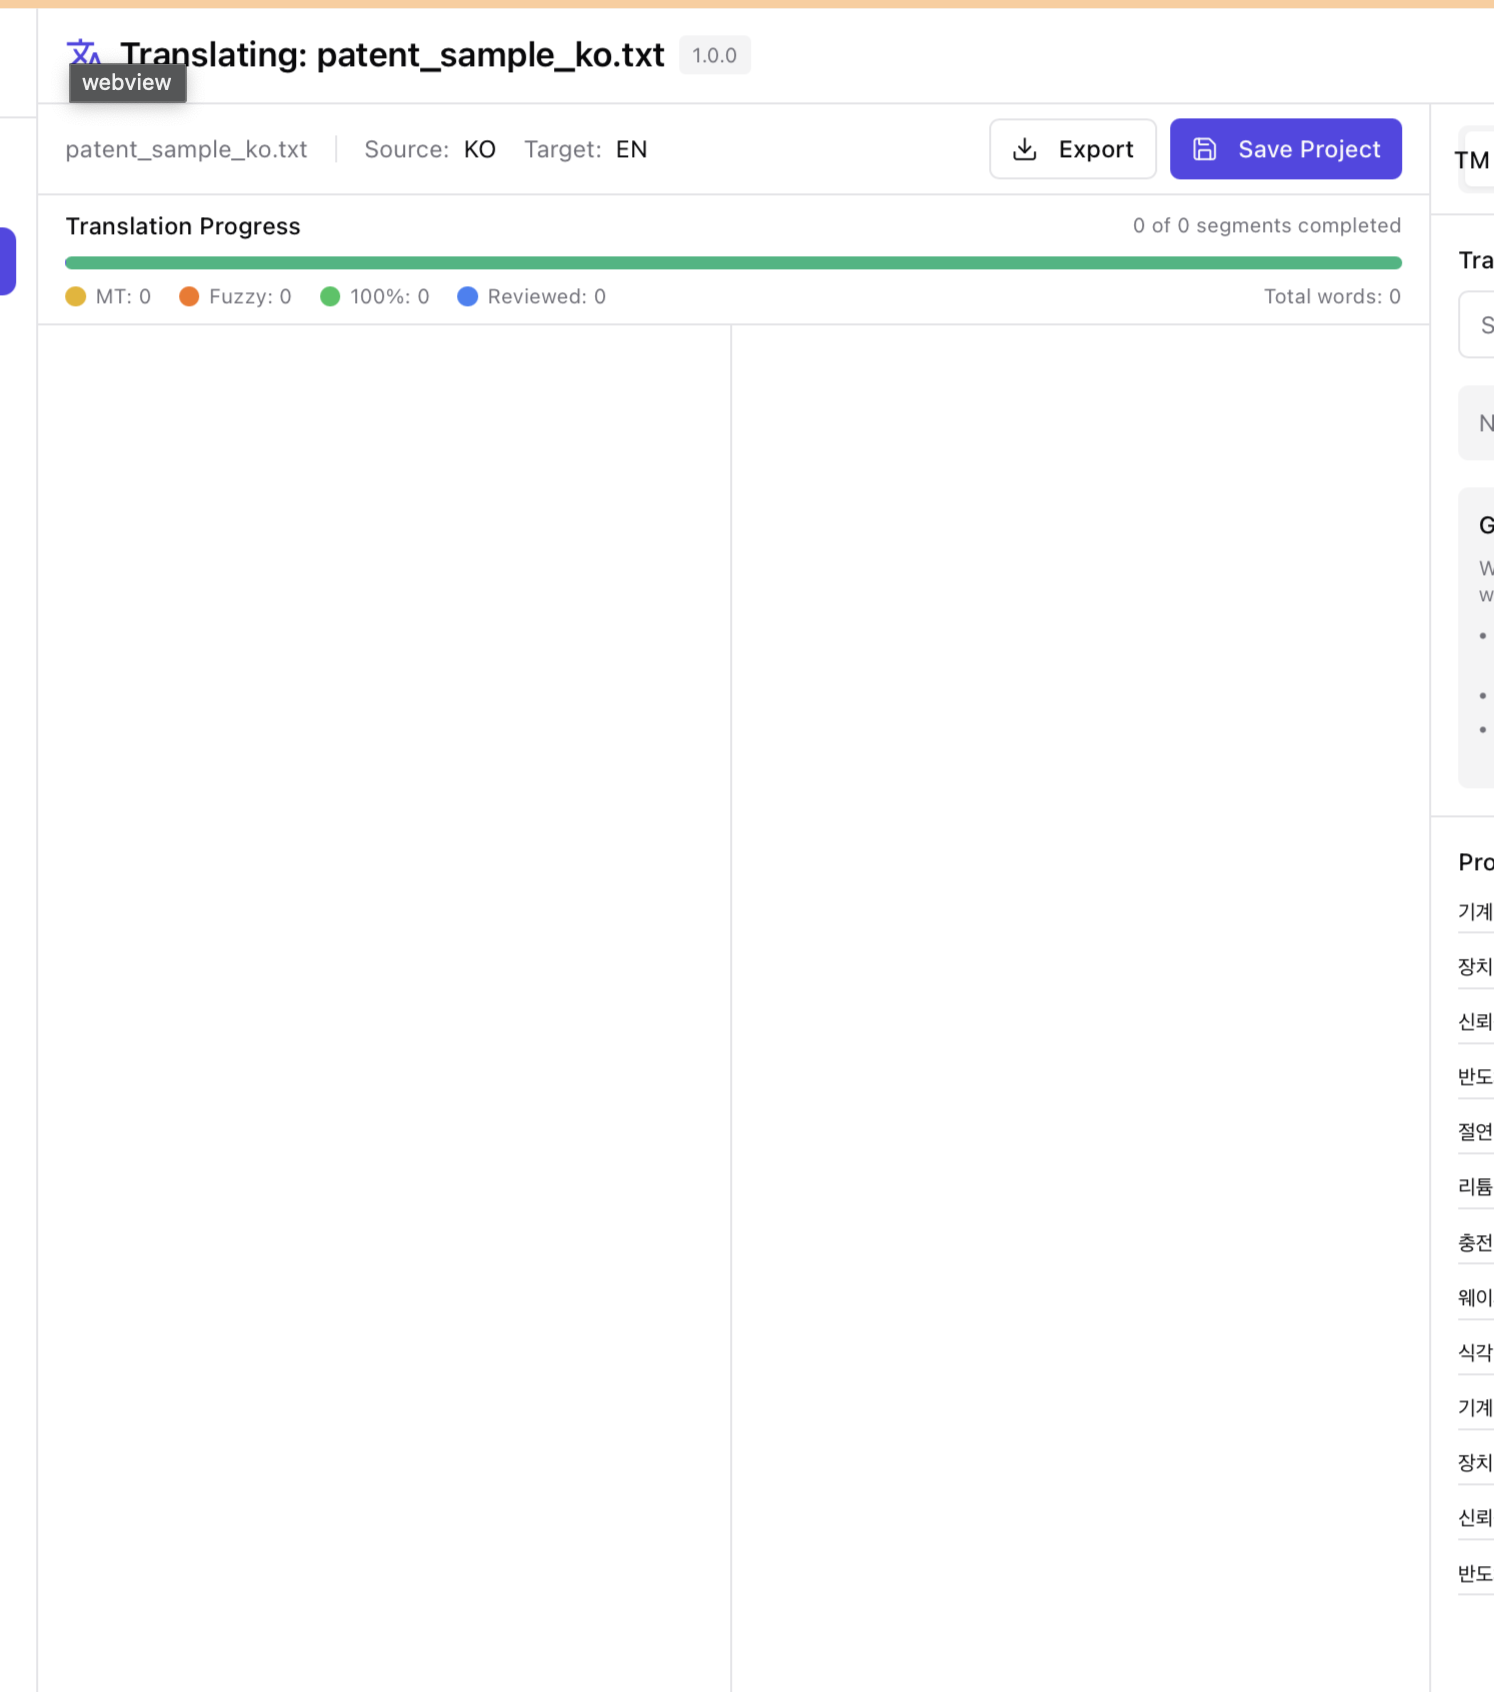 Translating: patent_sample_ko.txt 1.0.0
webview
patent_sample_ko.txt Source: KO Target: EN Export Save Project
TM
Translation Progress 0 of 0 segments completed
MT: 0 Fuzzy: 0 100%: 0 Reviewed: 0 Total words: 0
Tra
S
N
G
W
w
Pro
기계
장치
신뢰
반도
절연
리튬
충전
웨이
식각
기계
장치
신뢰
반도